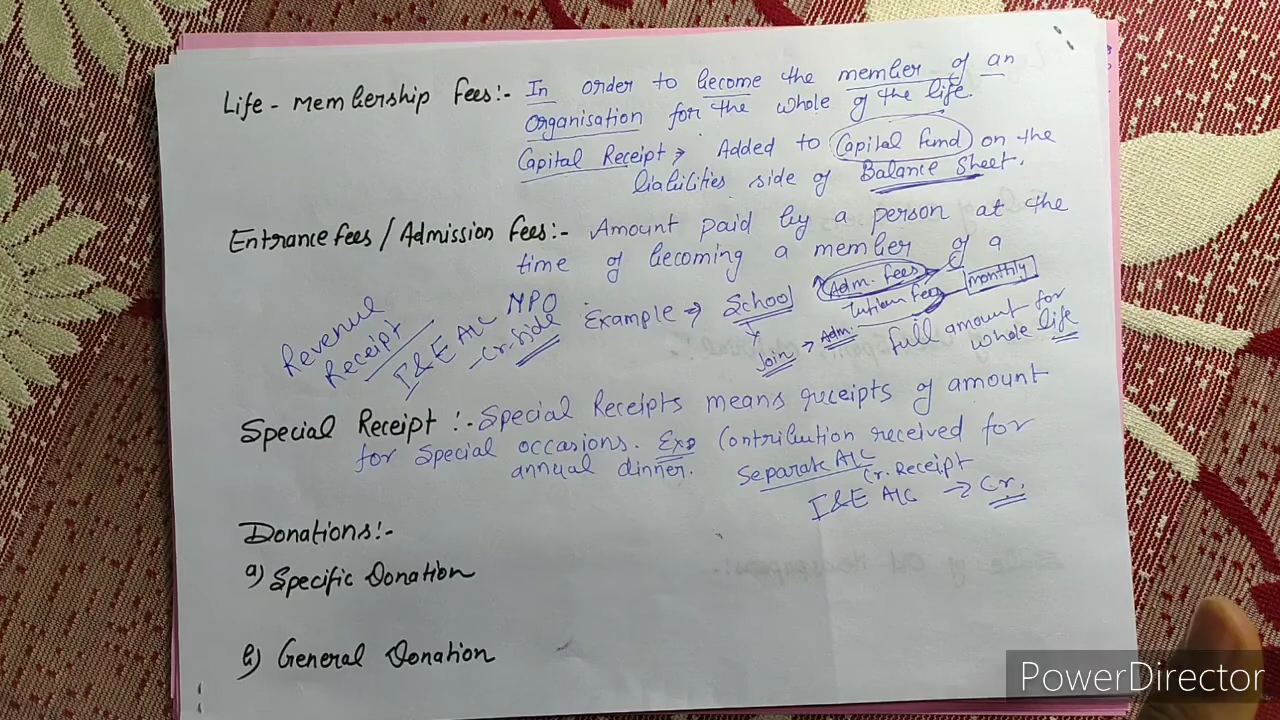 Life - membership fees:- In order to become the member of an
organisation for the whole of the life.
Capital Receipt → Added to Capital Fund on the
liabilities side of Balance Sheet.
Entrance fees / Admission fees:- Amount paid by a person at the
time of becoming a member of a
NPO Example → School Adm. fees
Tution fees monthly
Join → Adm. full amount for
whole life
Revenue
Receipt
I&E A/C
- Cr. side
Special Receipt :- Special Receipts means receipts of amount
for special occasions. Ex→ Contribution received for
annual dinner. Separate A/C
Cr. Receipt
I&E A/C → Cr.
Donations:-
a) Specific Donation
b) General Donation
PowerDirector